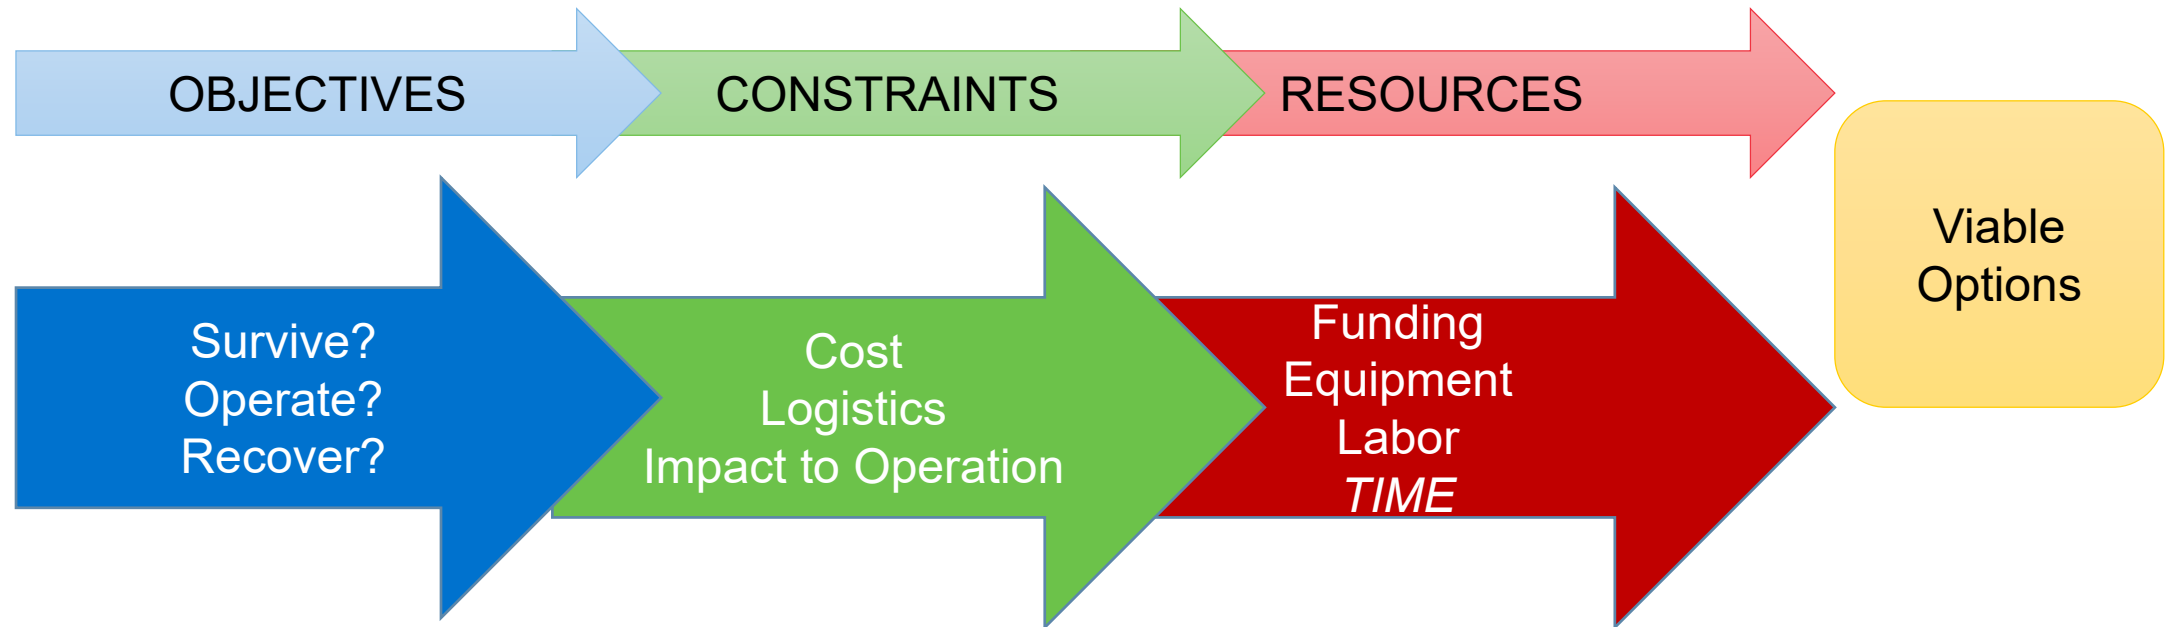 OBJECTIVES
CONSTRAINTS
RESOURCES
Survive?
Operate?
Recover?
Cost
Logistics
Impact to Operation
Funding
Equipment
Labor
TIME
Viable
Options